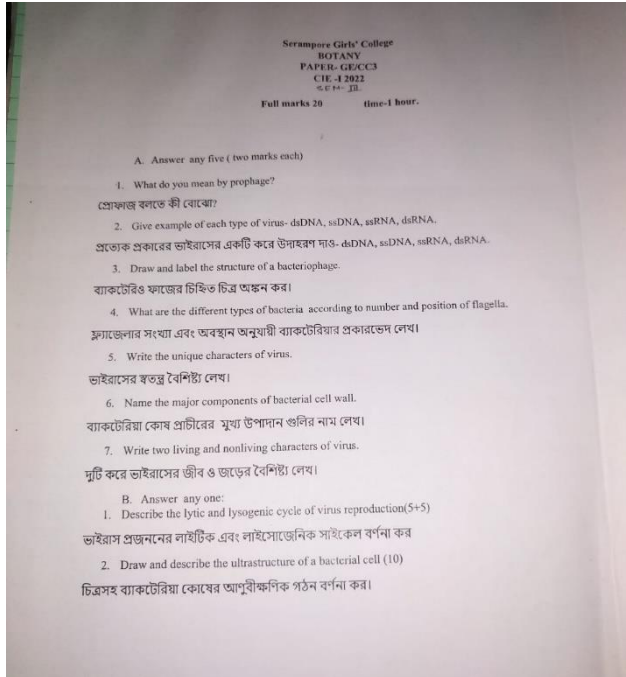 Serampore Girls' College
BOTANY
PAPER- GE/CC3
CIE -I 2022
SEM- III.
Full marks 20 time-1 hour.
A. Answer any five ( two marks each)
1. What do you mean by prophage?
প্রোফাজ বলতে কী বোঝো?
2. Give example of each type of virus- dsDNA, ssDNA, ssRNA, dsRNA.
প্রত্যেক প্রকারের ভাইরাসের একটি করে উদাহরণ দাও- dsDNA, ssDNA, ssRNA, dsRNA.
3. Draw and label the structure of a bacteriophage.
ব্যাকটেরিও ফাজের চিহ্নিত চিত্র অঙ্কন কর।
4. What are the different types of bacteria according to number and position of flagella.
ফ্ল্যাজেলার সংখ্যা এবং অবস্থান অনুযায়ী ব্যাকটেরিয়ার প্রকারভেদ লেখ।
5. Write the unique characters of virus.
ভাইরাসের স্বতন্ত্র বৈশিষ্ট্য লেখ।
6. Name the major components of bacterial cell wall.
ব্যাকটেরিয়া কোষ প্রাচীরের মুখ্য উপাদান গুলির নাম লেখ।
7. Write two living and nonliving characters of virus.
দুটি করে ভাইরাসের জীব ও জড়ের বৈশিষ্ট্য লেখ।
B. Answer any one:
1. Describe the lytic and lysogenic cycle of virus reproduction(5+5)
ভাইরাস প্রজননের লাইটিক এবং লাইসোজেনিক সাইকেল বর্ণনা কর
2. Draw and describe the ultrastructure of a bacterial cell (10)
চিত্রসহ ব্যাকটেরিয়া কোষের আণুবীক্ষণিক গঠন বর্ণনা কর।